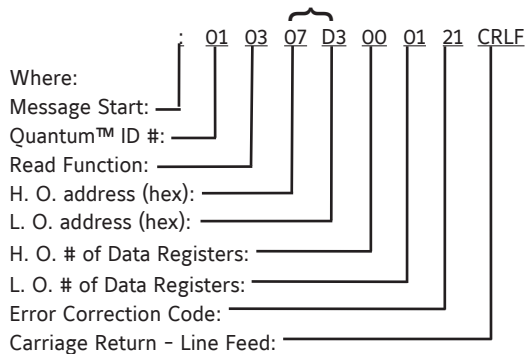 : 01 03 07 D3 00 01 21 CRLF
Where:
Message Start:
Quantum™ ID #:
Read Function:
H. O. address (hex):
L. O. address (hex):
H. O. # of Data Registers:
L. O. # of Data Registers:
Error Correction Code:
Carriage Return - Line Feed: